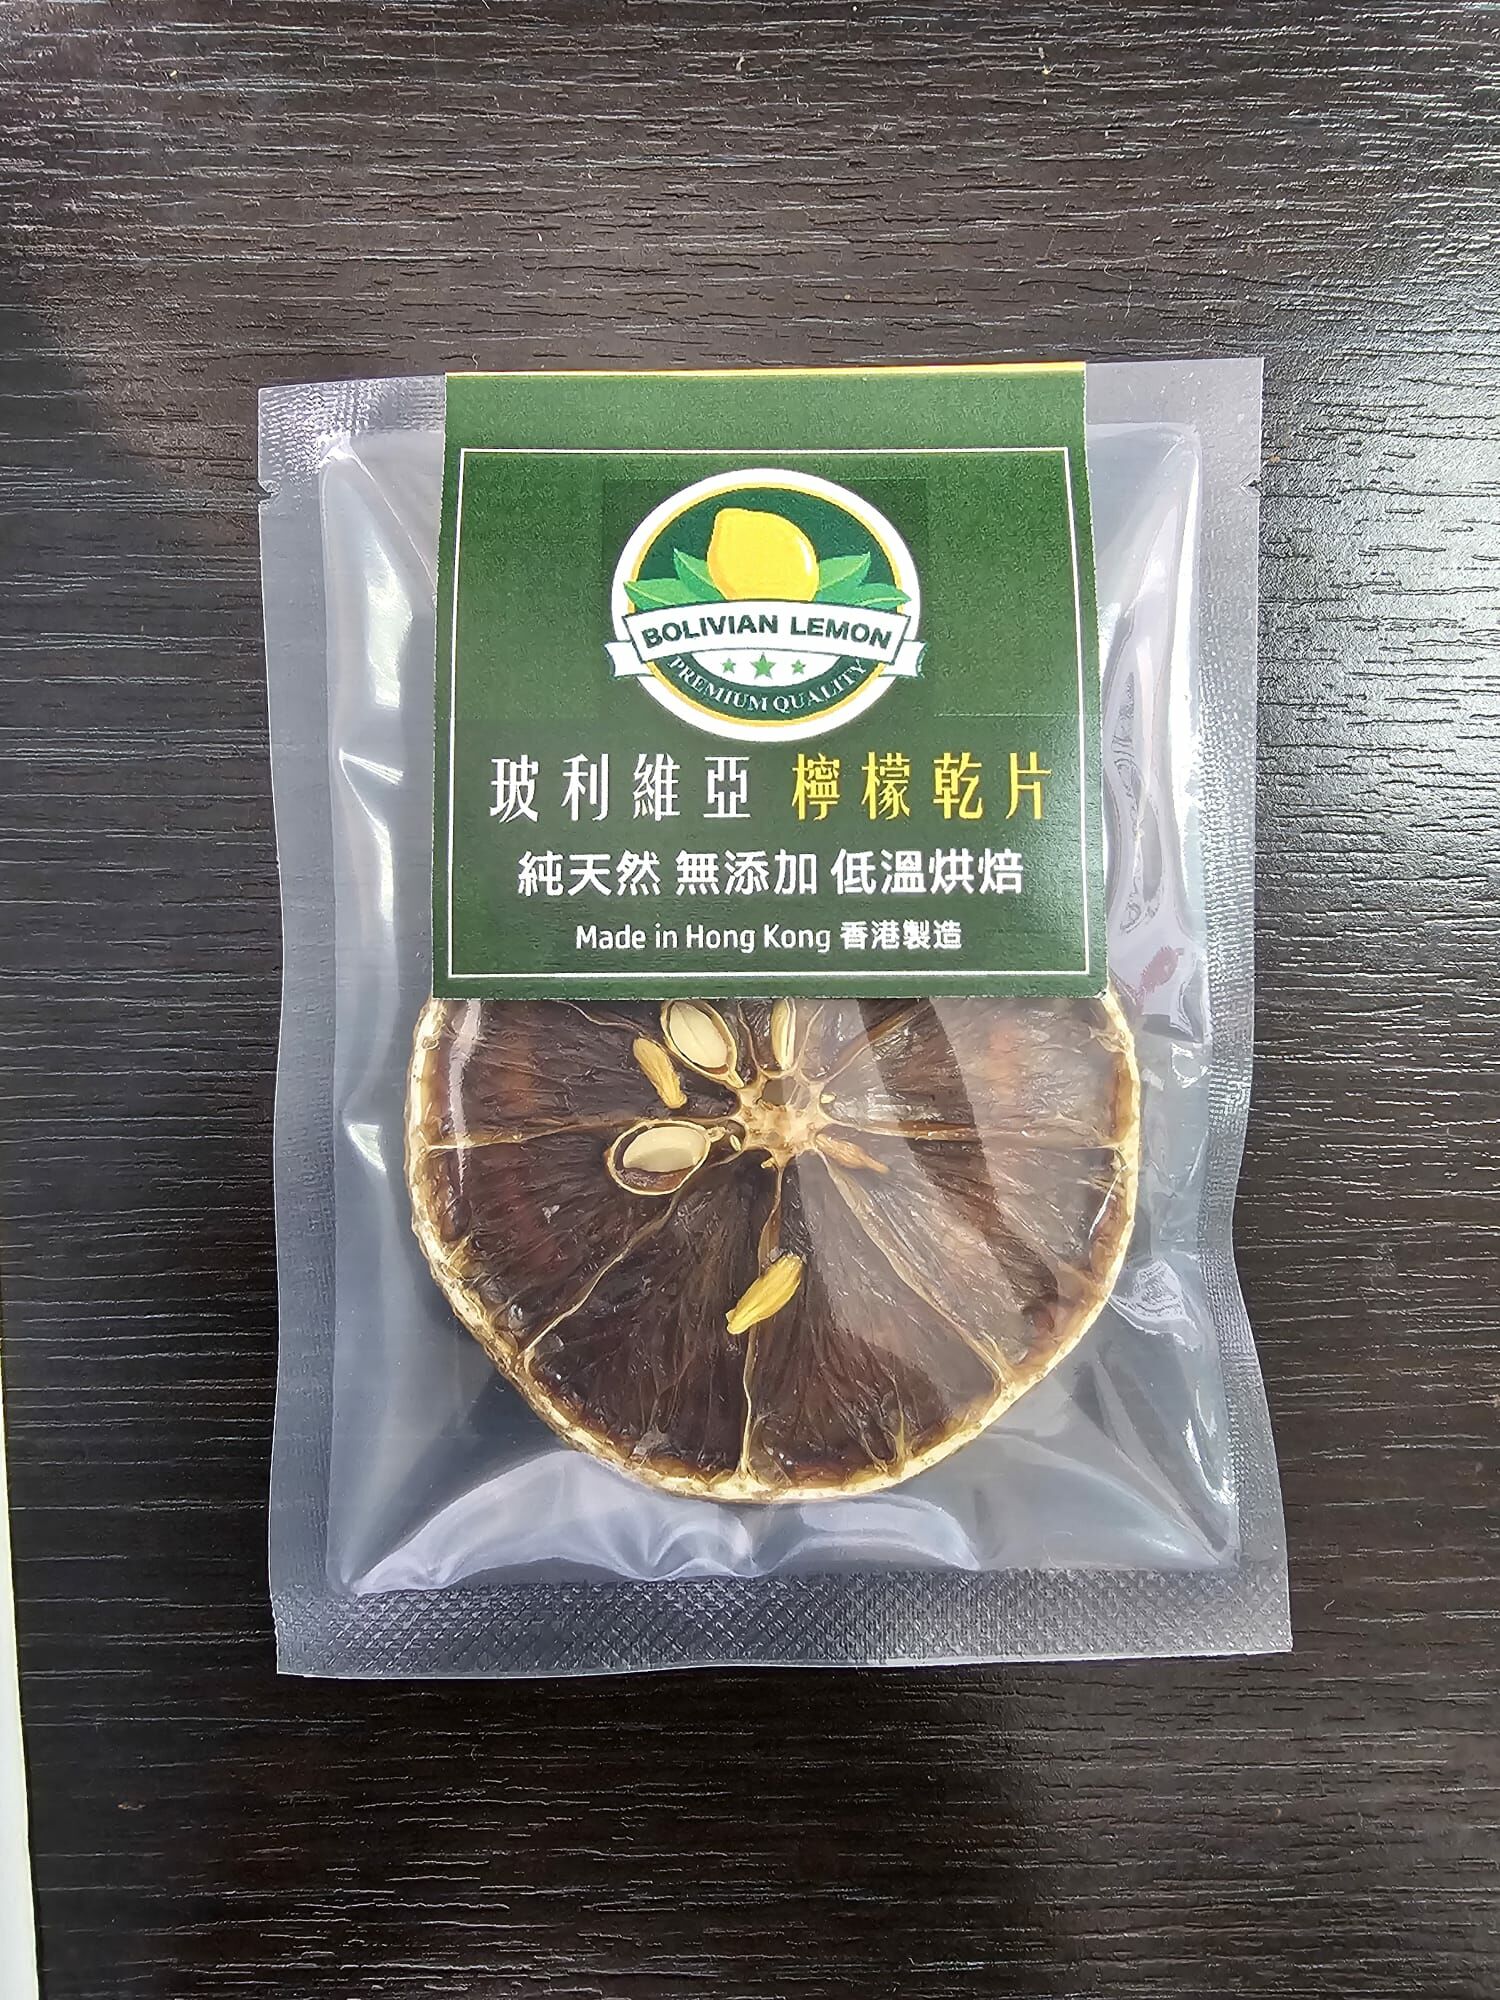 BOLIVIAN LEMON
PREMIUM QUALITY
玻利維亞 檸檬乾片
純天然 無添加 低溫烘焙
Made in Hong Kong 香港製造